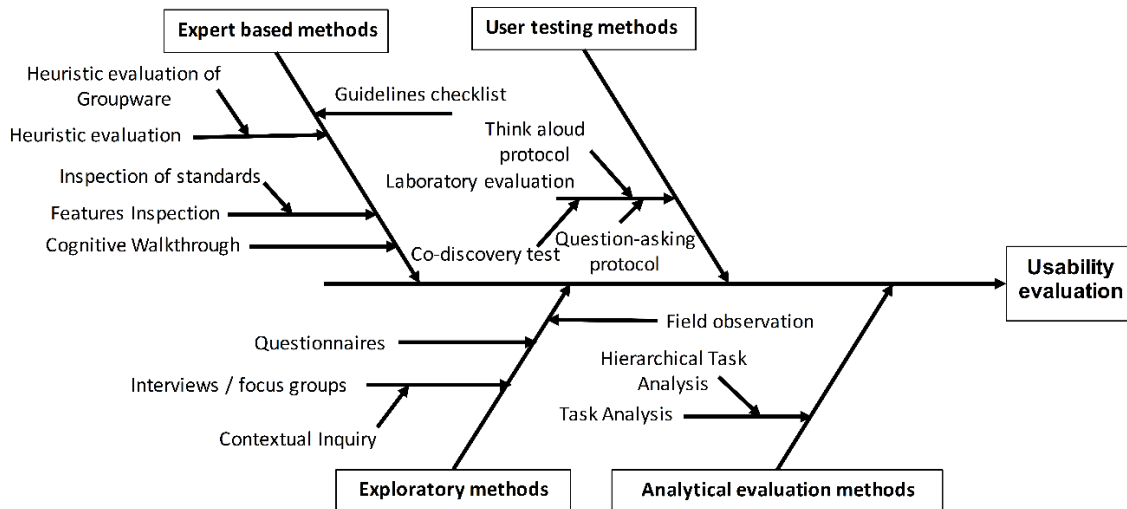 Expert based methods
User testing methods
Heuristic evaluation of
Groupware
Guidelines checklist
Heuristic evaluation
Think aloud
protocol
Inspection of standards
Laboratory evaluation
Features Inspection
Cognitive Walkthrough
Co-discovery test
Question-asking
protocol
Usability
evaluation
Field observation
Questionnaires
Hierarchical Task
Analysis
Interviews / focus groups
Task Analysis
Contextual Inquiry
Exploratory methods
Analytical evaluation methods